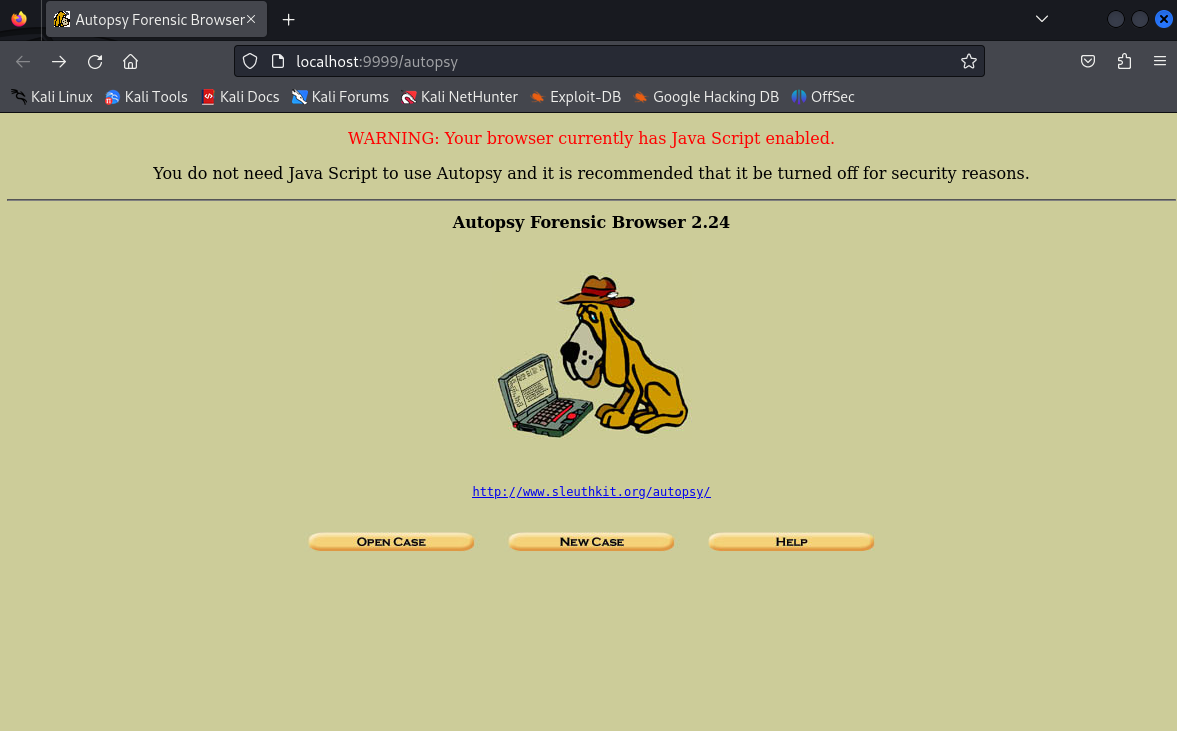 Autopsy Forensic Browser
localhost:9999/autopsy
Kali Linux Kali Tools Kali Docs Kali Forums Kali NetHunter Exploit-DB Google Hacking DB OffSec
WARNING: Your browser currently has Java Script enabled.
You do not need Java Script to use Autopsy and it is recommended that it be turned off for security reasons.
Autopsy Forensic Browser 2.24
http://www.sleuthkit.org/autopsy/
OPEN CASE NEW CASE HELP